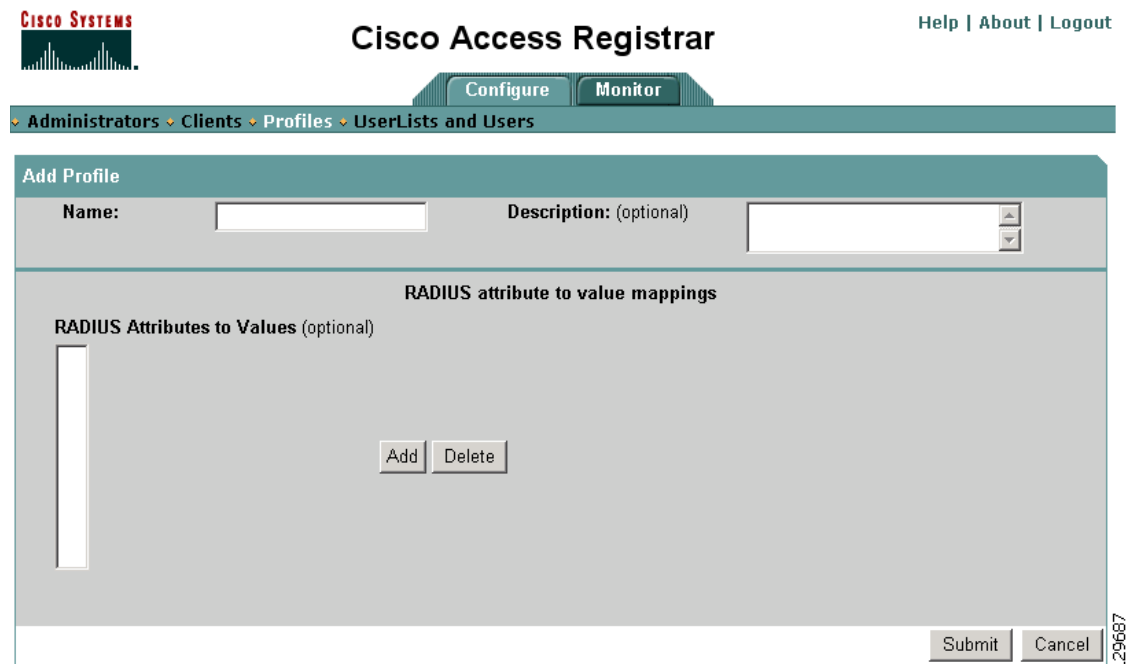 CISCO SYSTEMS
Cisco Access Registrar
Help | About | Logout
Configure Monitor
Administrators Clients Profiles UserLists and Users
Add Profile
Name: Description: (optional)
RADIUS attribute to value mappings
RADIUS Attributes to Values (optional)
Add Delete
Submit Cancel
29687